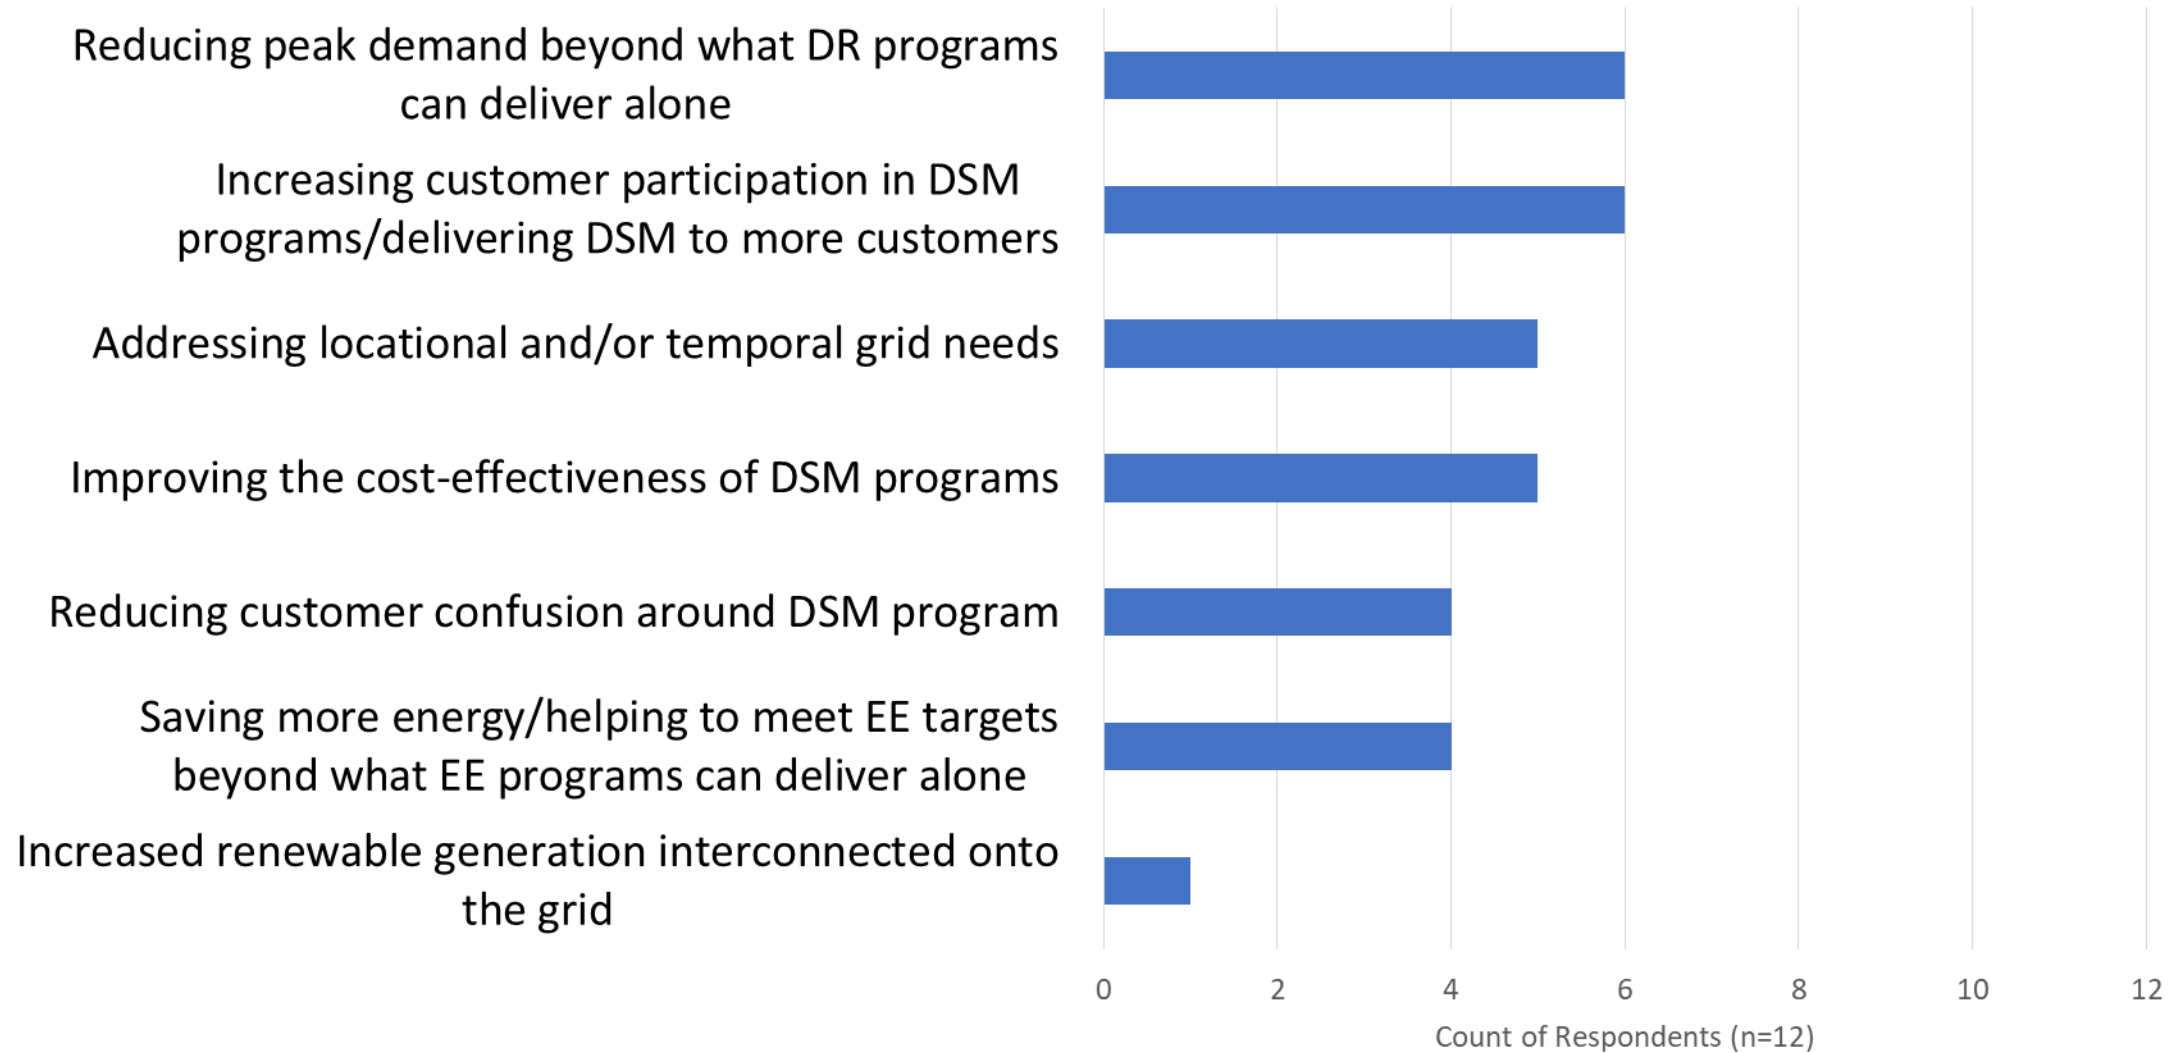 Reducing peak demand beyond what DR programs
can deliver alone
Increasing customer participation in DSM
programs/delivering DSM to more customers
Addressing locational and/or temporal grid needs
Improving the cost-effectiveness of DSM programs
Reducing customer confusion around DSM program
Saving more energy/helping to meet EE targets
beyond what EE programs can deliver alone
Increased renewable generation interconnected onto
the grid
0 2 4 6 8 10 12
Count of Respondents (n=12)